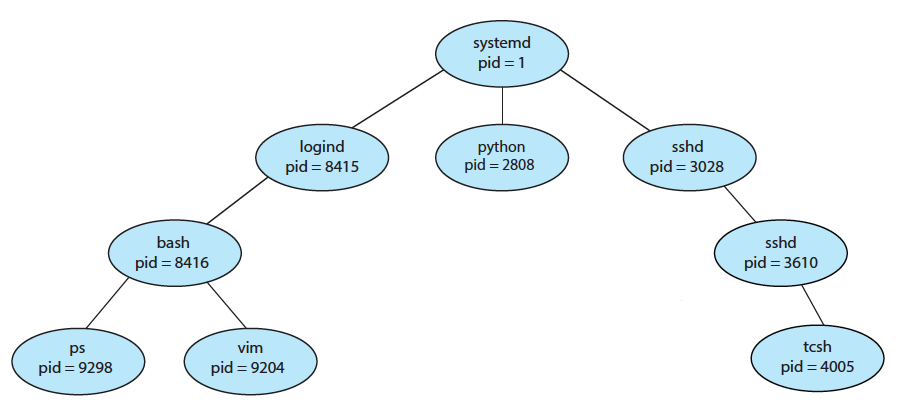 systemd
pid = 1
logind
pid = 8415
python
pid = 2808
sshd
pid = 3028
bash
pid = 8416
sshd
pid = 3610
ps
pid = 9298
vim
pid = 9204
tcsh
pid = 4005